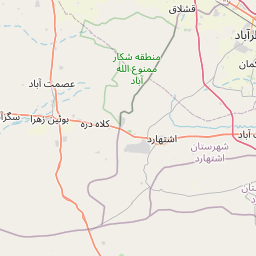 قشلاق
منطقه شکار
ممنوع الله
آباد
عصمت آباد
بوئین زهرا
کلاه دره
اشتهارد
شهرستان
اشتهارد